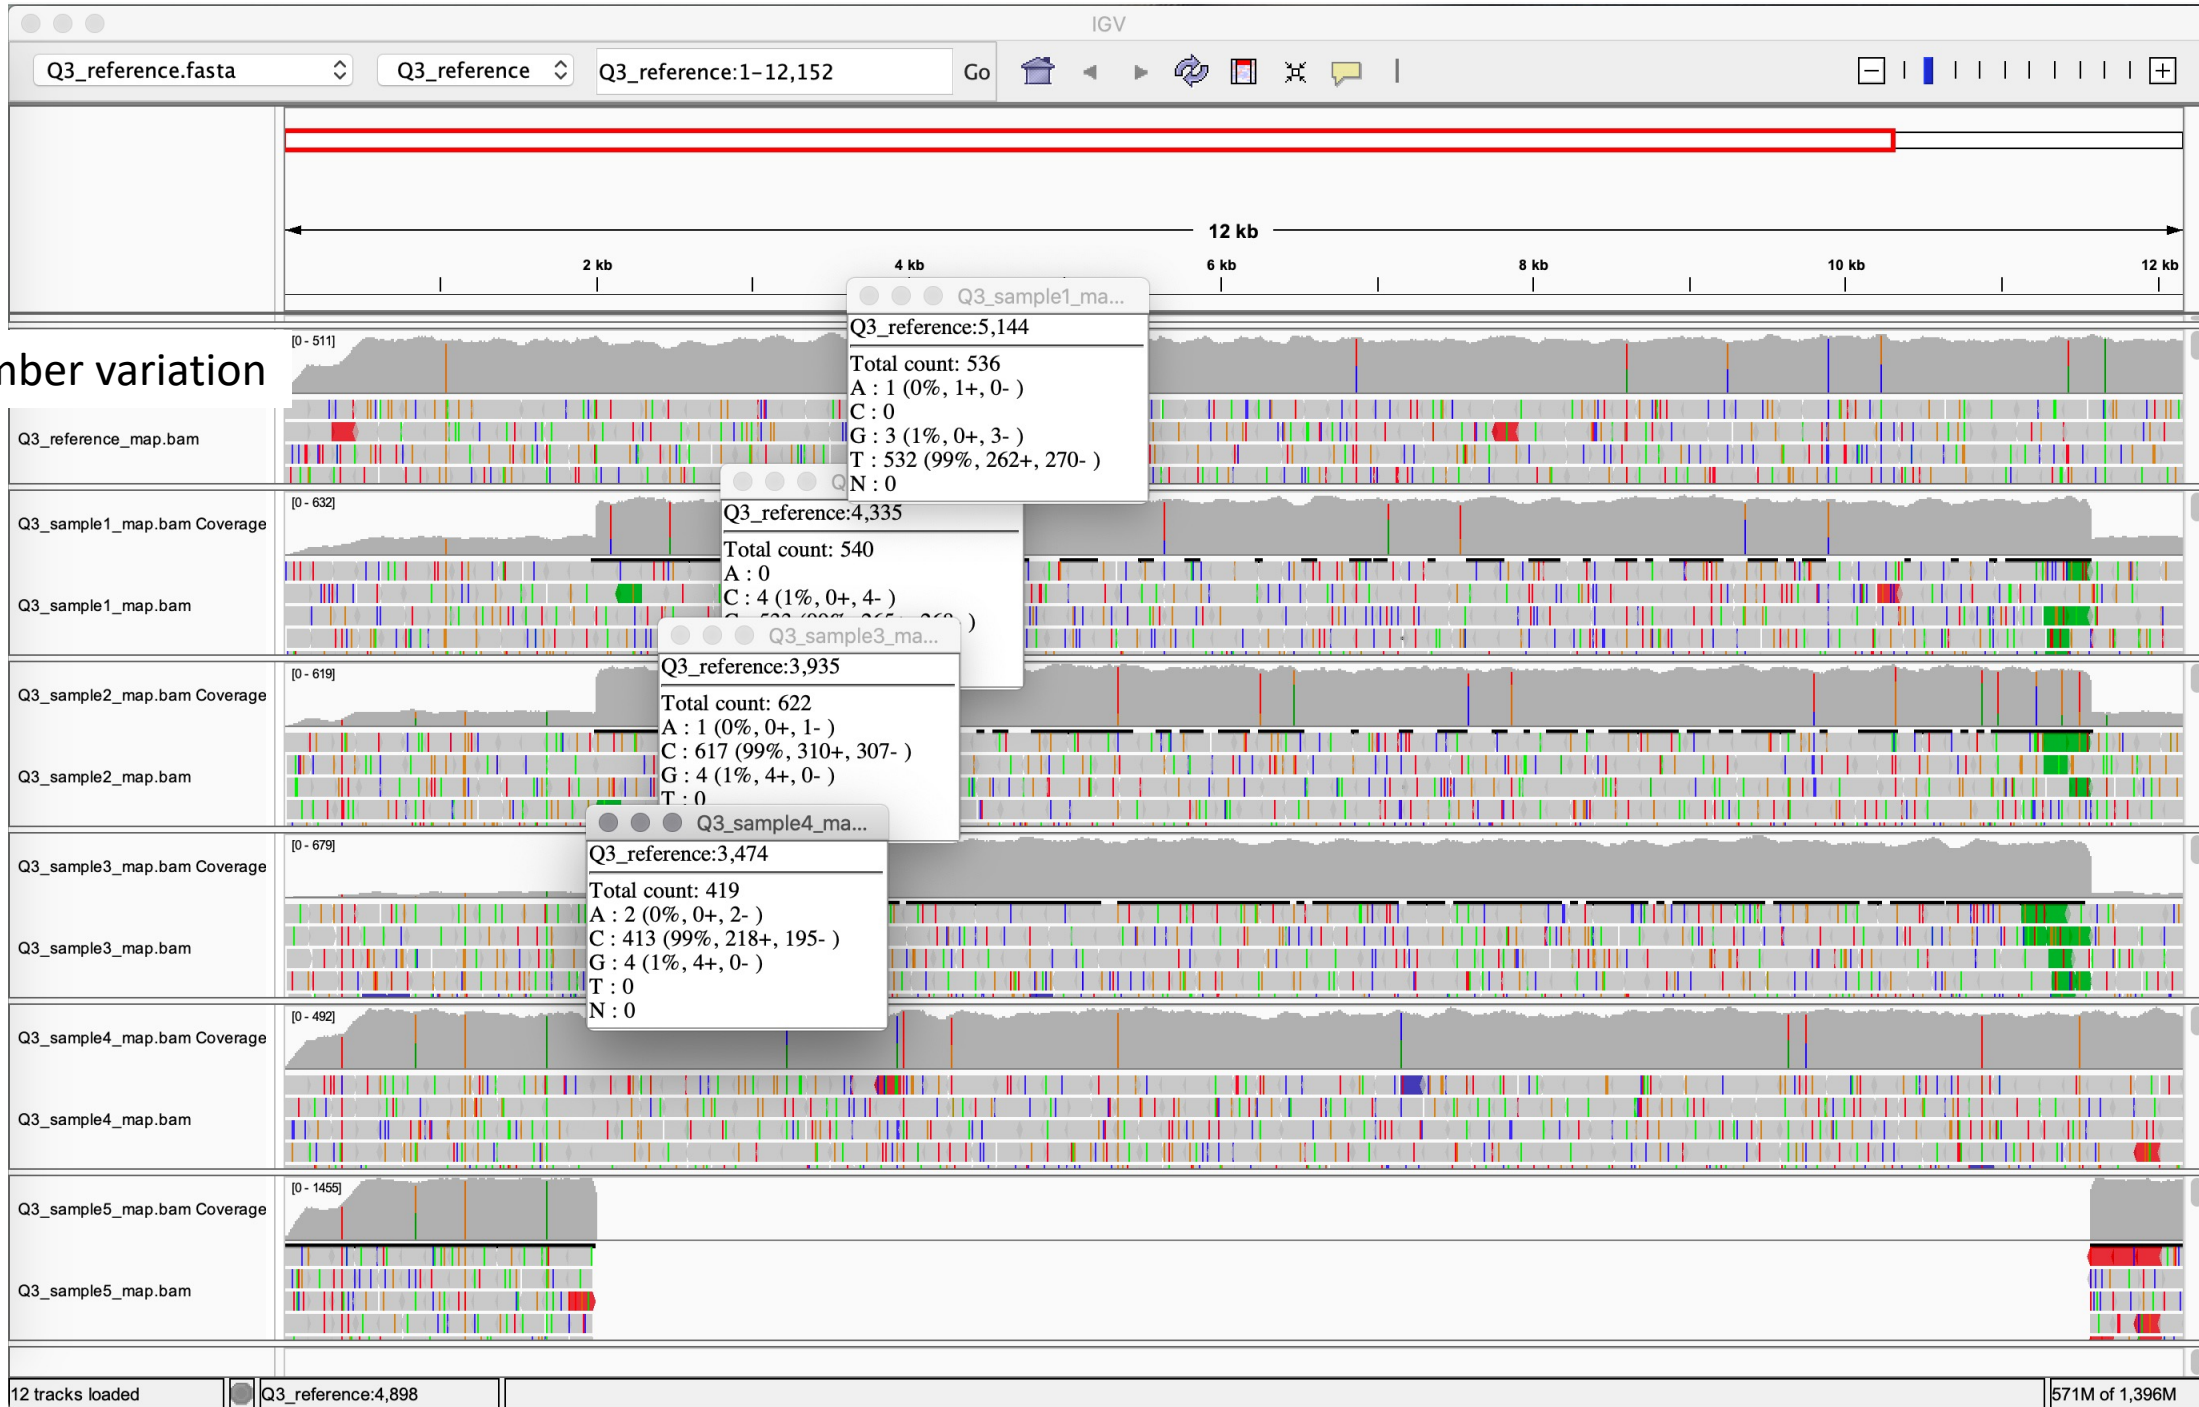 IGV
Q3_reference.fasta
Q3_reference
Q3_reference:1-12,152
Go
12 kb
2 kb
4 kb
6 kb
8 kb
10 kb
12 kb
Q3_sample1_ma...
Q3_reference:5,144
Total count: 536
A : 1 (0%, 1+, 0- )
C : 0
G : 3 (1%, 0+, 3- )
T : 532 (99%, 262+, 270- )
N : 0
[0 - 511]
variation
Q3_reference_map.bam
Q3_reference:4,335
Total count: 540
A : 0
C : 4 (1%, 0+, 4- )
[0 - 632]
Q3_sample1_map.bam Coverage
Q3_sample1_map.bam
Q3_sample3_ma...
Q3_reference:3,935
Total count: 622
A : 1 (0%, 0+, 1- )
C : 617 (99%, 310+, 307- )
G : 4 (1%, 4+, 0- )
T : 0
[0 - 619]
Q3_sample2_map.bam Coverage
Q3_sample2_map.bam
Q3_sample4_ma...
Q3_reference:3,474
Total count: 419
A : 2 (0%, 0+, 2- )
C : 413 (99%, 218+, 195- )
G : 4 (1%, 4+, 0- )
T : 0
N : 0
[0 - 679]
Q3_sample3_map.bam Coverage
Q3_sample3_map.bam
[0 - 492]
Q3_sample4_map.bam Coverage
Q3_sample4_map.bam
[0 - 1455]
Q3_sample5_map.bam Coverage
Q3_sample5_map.bam
12 tracks loaded
Q3_reference:4,898
571M of 1,396M